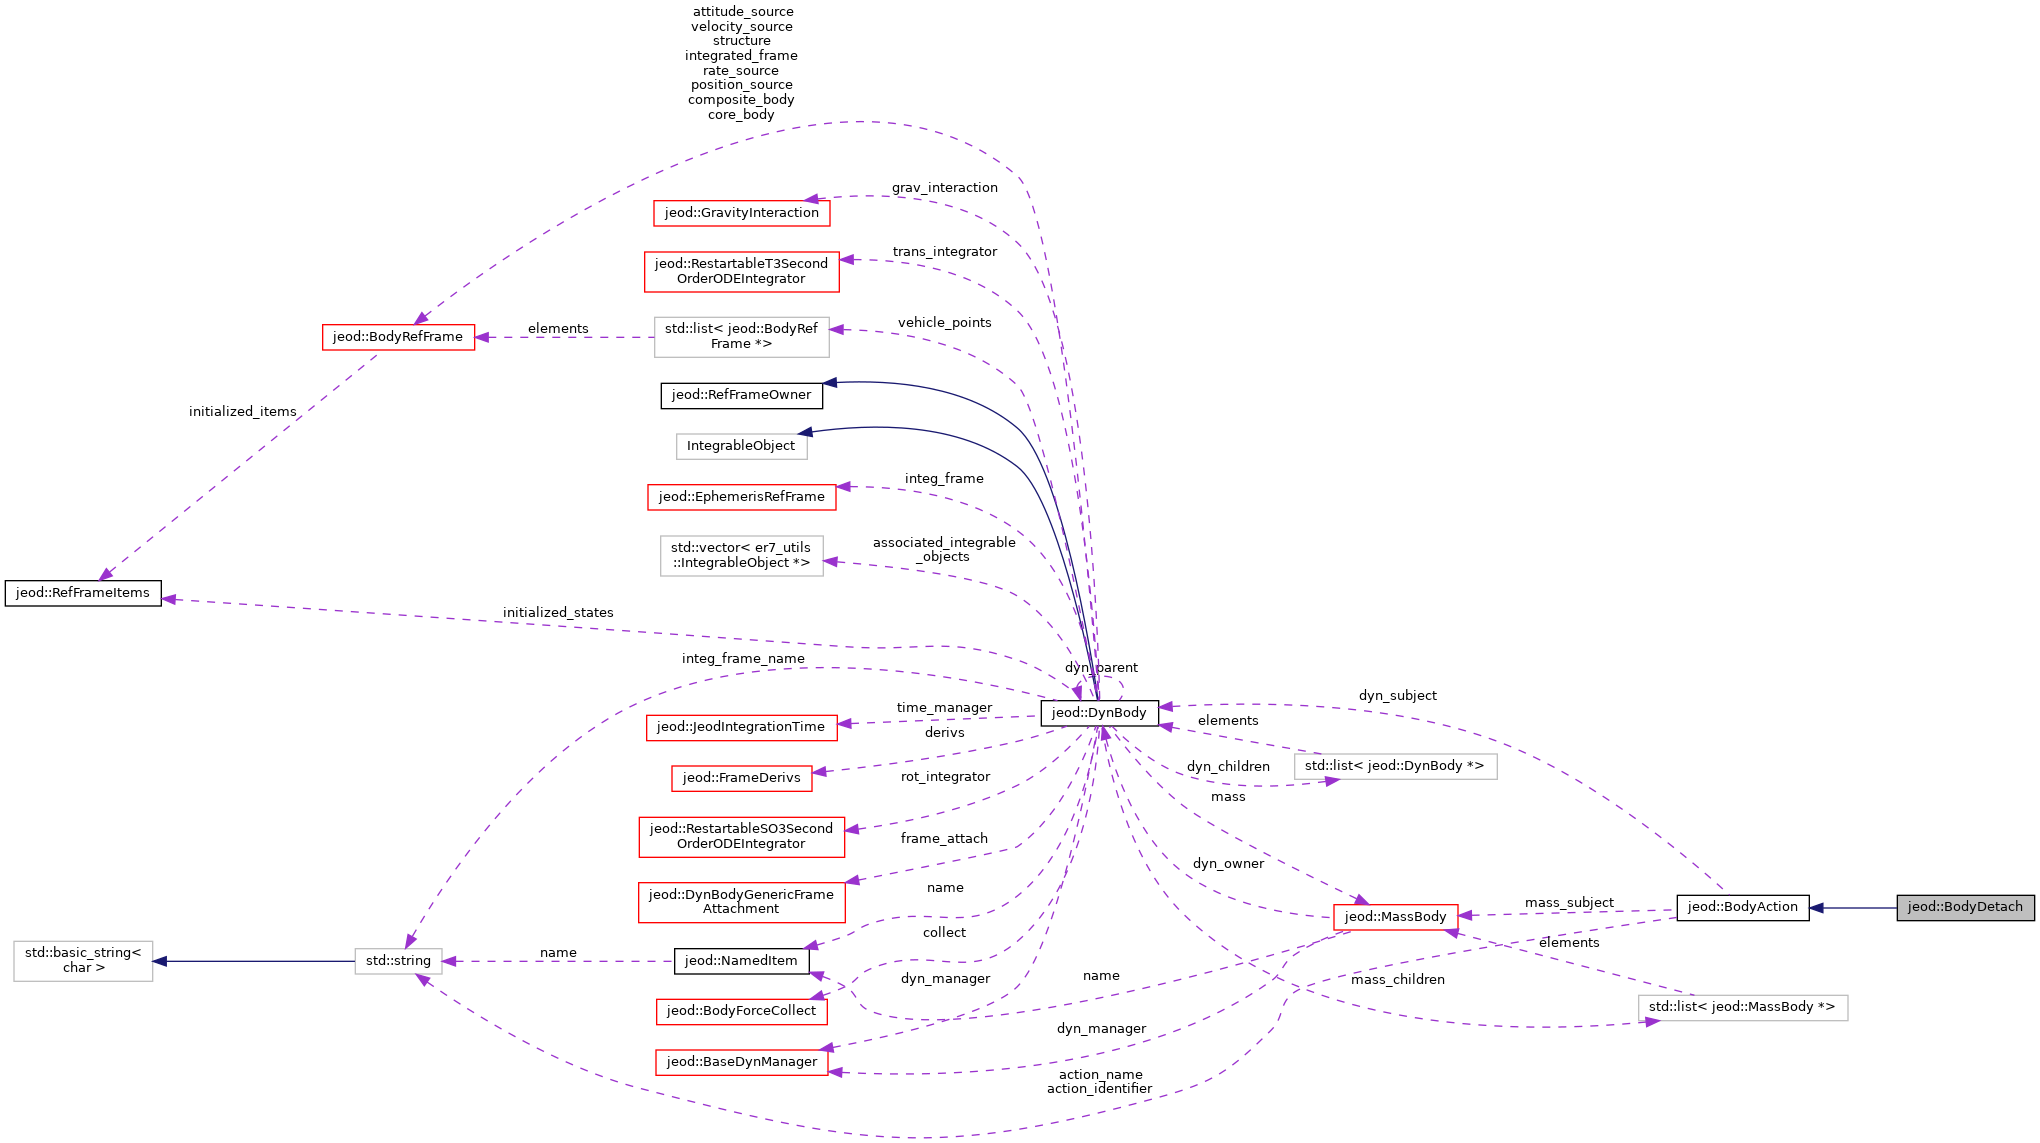 attitude_source
velocity_source
structure
integrated_frame
rate_source
position_source
composite_body
core_body
grav_interaction
jeod::GravityInteraction
trans_integrator
jeod::RestartableT3Second
OrderODEIntegrator
vehicle_points
std::list< jeod::BodyRef
Frame *>
elements
jeod::BodyRefFrame
jeod::RefFrameOwner
initialized_items
IntegrableObject
integ_frame
jeod::EphemerisRefFrame
associated_integrable
_objects
std::vector< er7_utils
::IntegrableObject *>
jeod::RefFrameItems
initialized_states
integ_frame_name
dyn_parent
dyn_subject
jeod::DynBody
time_manager
jeod::JeodIntegrationTime
elements
derivs
dyn_children
std::list< jeod::DynBody *>
jeod::FrameDerivs
rot_integrator
mass
jeod::RestartableSO3Second
OrderODEIntegrator
frame_attach
dyn_owner
jeod::DynBodyGenericFrame
Attachment
name
mass_subject
jeod::MassBody
jeod::BodyAction
jeod::BodyDetach
collect
elements
std::basic_string<
char >
std::string
name
jeod::NamedItem
dyn_manager
name
mass_children
std::list< jeod::MassBody *>
jeod::BodyForceCollect
dyn_manager
jeod::BaseDynManager
action_name
action_identifier